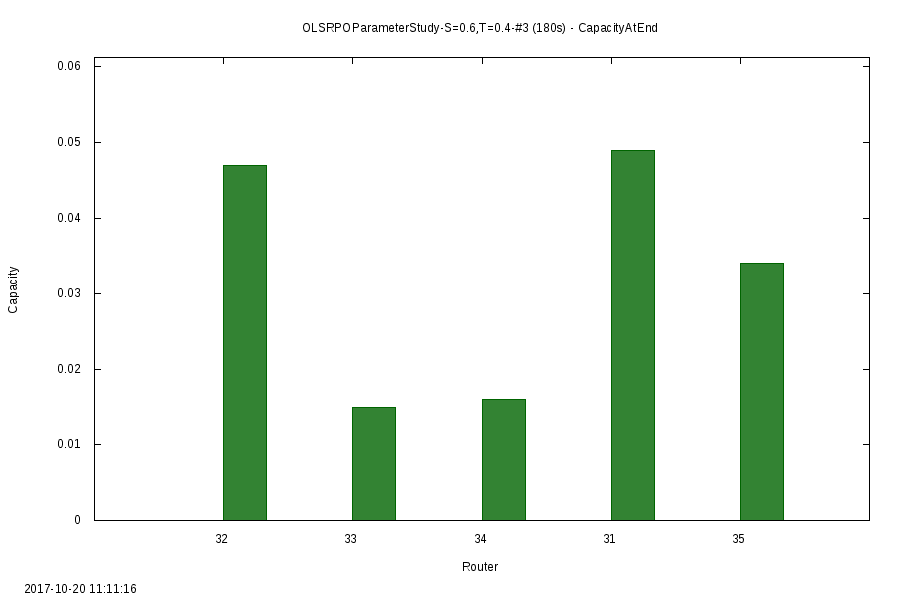 OLSRPOParameterStudy-S=0.6,T=0.4-#3 (180s) - CapacityAtEnd
0.06
0.05
0.04
0.03
0.02
0.01
0
Capacity
32 33 34 31 35
Router
2017-10-20 11:11:16